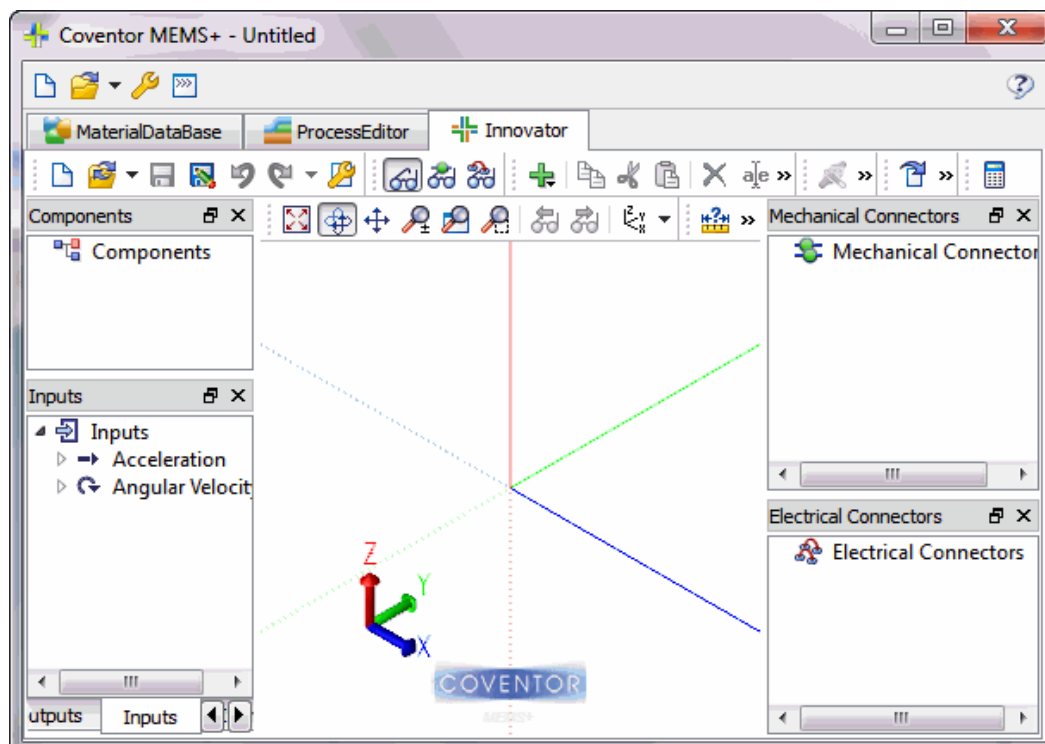 Coventor MEMS+ - Untitled
MaterialDataBase ProcessEditor Innovator
Components
Components
Inputs
Inputs
Acceleration
Angular Velocit
utputs Inputs
Z
Y
X
COVENTOR
MEMS+
Mechanical Connectors
Mechanical Connector
Electrical Connectors
Electrical Connectors